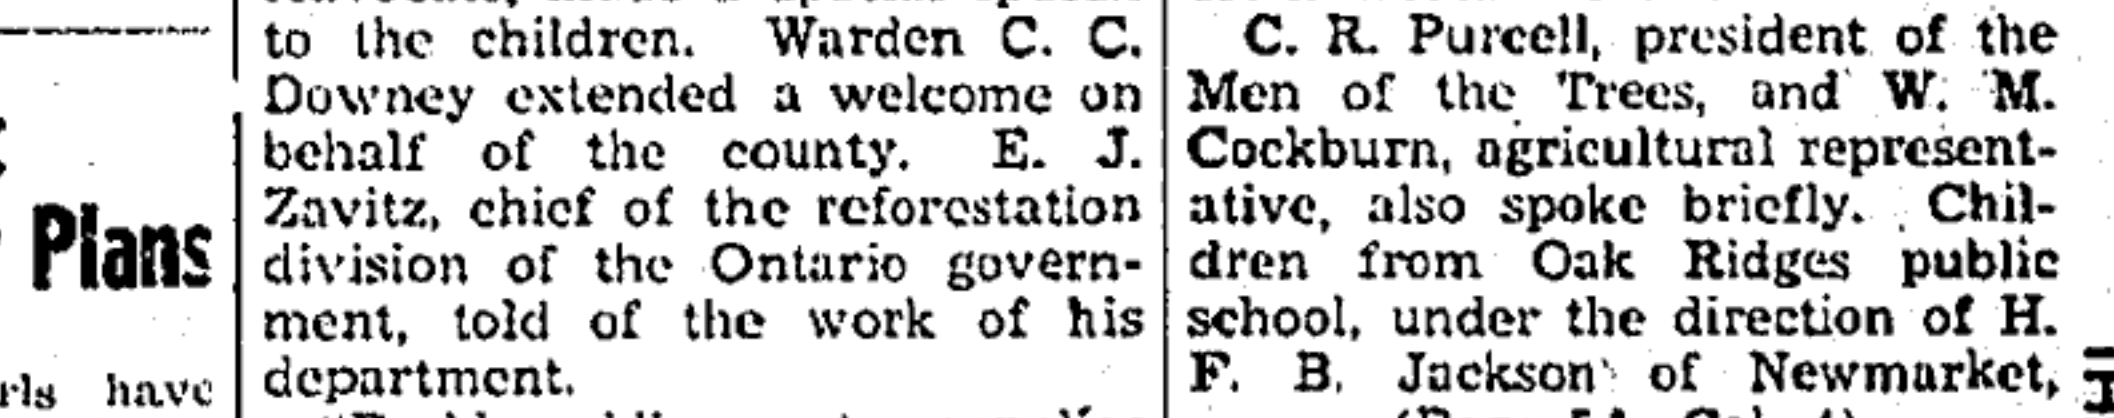 Plans
rls have
to the children. Warden C. C.
Downey extended a welcome on
behalf of the county. E. J.
Zavitz, chief of the reforestation
division of the Ontario govern-
ment, told of the work of his
department.
C. R. Purcell, president of the
Men of the Trees, and W. M.
Cockburn, agricultural represent-
ative, also spoke briefly. Chil-
dren from Oak Ridges public
school, under the direction of H.
F. B. Jackson of Newmarket,